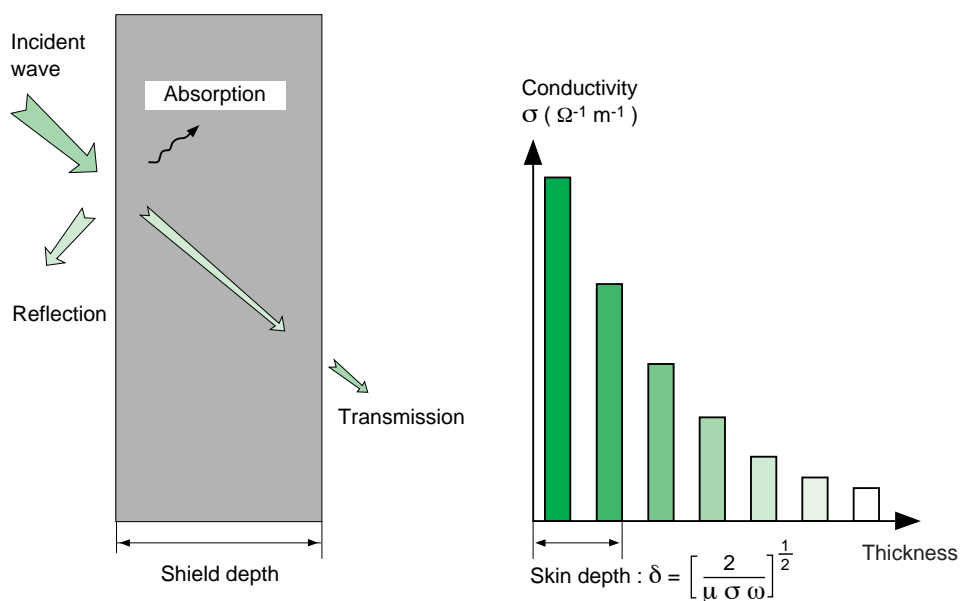 Incident
wave
Absorption
Reflection
Transmission
Shield depth
Conductivity
σ ( Ω⁻¹ m⁻¹ )
Thickness
Skin depth : δ = [ 2 / μ σ ω ]^1/2